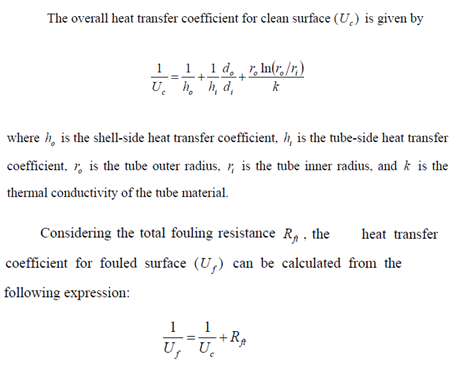 The overall heat transfer coefficient for clean surface (U_c) is given by
1/U_c = 1/h_o + 1/h_i d_o/d_i + r_o ln(r_o/r_i)/k
where h_o is the shell-side heat transfer coefficient, h_i is the tube-side heat transfer
coefficient, r_o is the tube outer radius, r_i is the tube inner radius, and k is the
thermal conductivity of the tube material.
Considering the total fouling resistance R_ft , the heat transfer
coefficient for fouled surface (U_f) can be calculated from the
following expression:
1/U_f = 1/U_c + R_ft